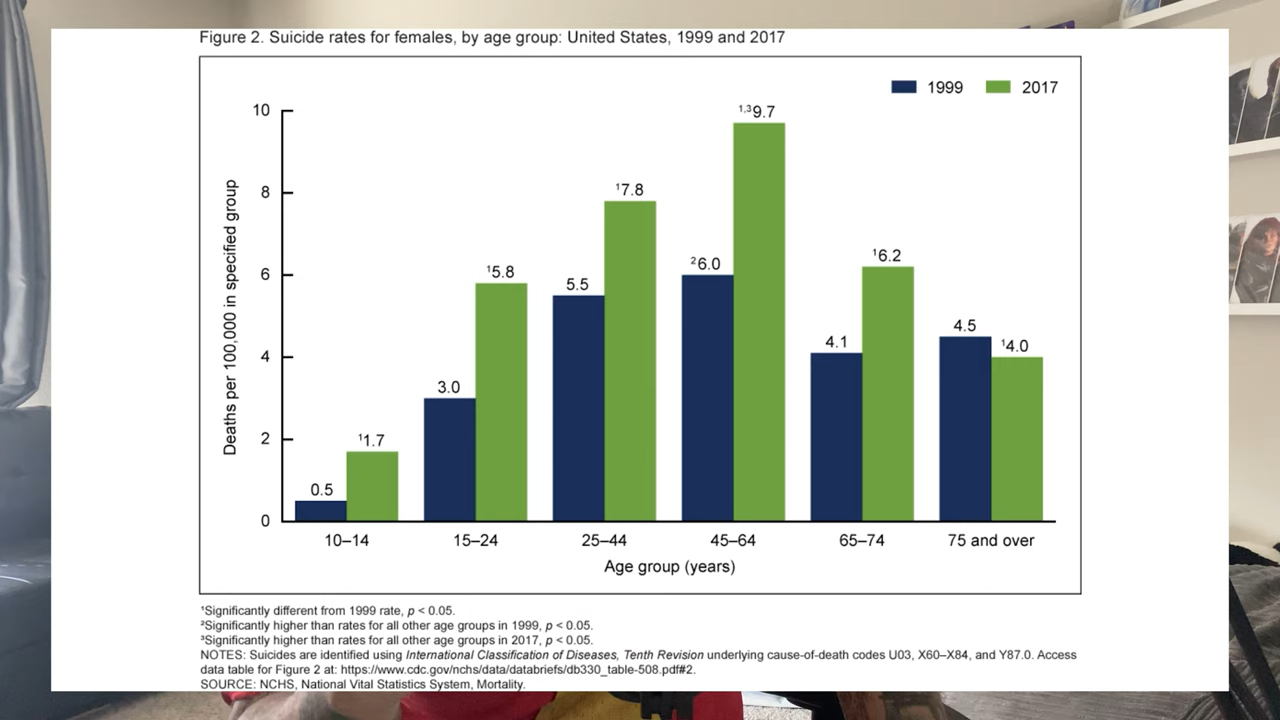 Figure 2. Suicide rates for females, by age group: United States, 1999 and 2017
1999
2017
Deaths per 100,000 in specified group
10
8
6
4
2
0
0.5
¹1.7
3.0
¹5.8
5.5
¹7.8
²6.0
¹,³9.7
4.1
¹6.2
4.5
¹4.0
10–14
15–24
25–44
45–64
65–74
75 and over
Age group (years)
¹Significantly different from 1999 rate, p < 0.05.
²Significantly higher than rates for all other age groups in 1999, p < 0.05.
³Significantly higher than rates for all other age groups in 2017, p < 0.05.
NOTES: Suicides are identified using International Classification of Diseases, Tenth Revision underlying cause-of-death codes U03, X60–X84, and Y87.0. Access
data table for Figure 2 at: https://www.cdc.gov/nchs/data/databriefs/db330_table-508.pdf#2.
SOURCE: NCHS, National Vital Statistics System, Mortality.